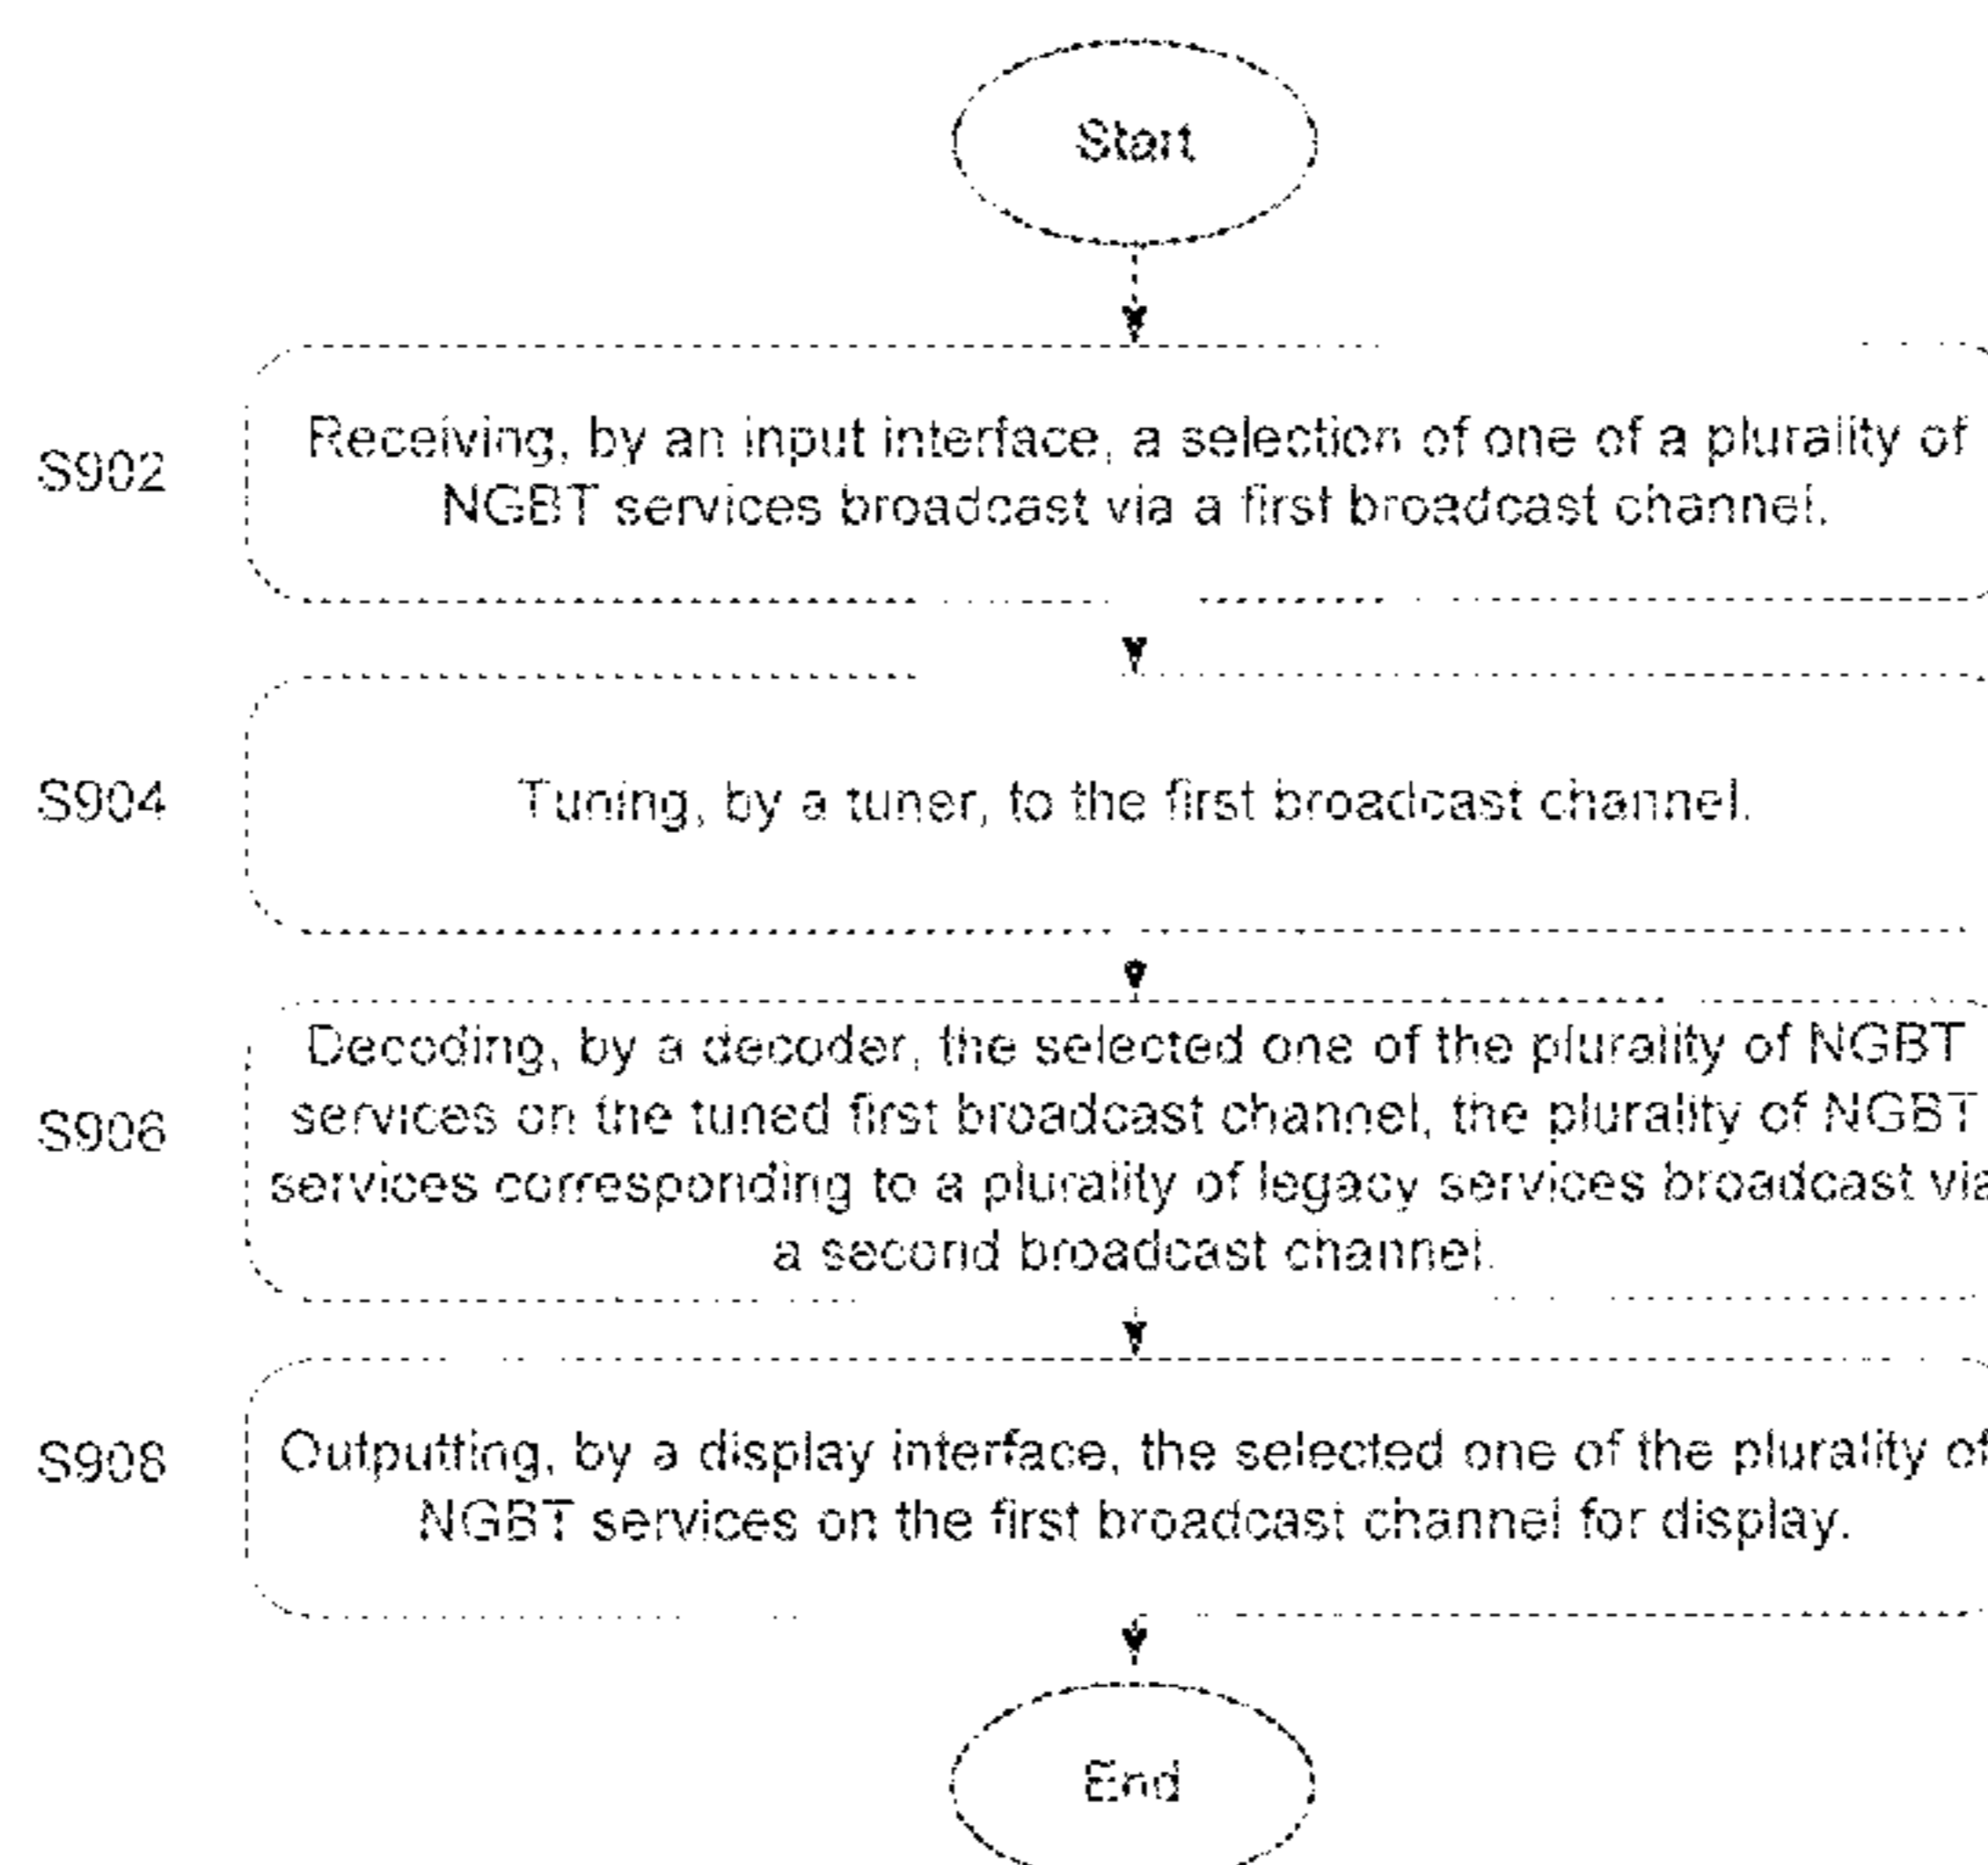 Start
S902
Receiving, by an input interface, a selection of one of a plurality of
NGBT services broadcast via a first broadcast channel.
S904
Tuning, by a tuner, to the first broadcast channel.
S906
Decoding, by a decoder, the selected one of the plurality of NGBT
services on the tuned first broadcast channel, the plurality of NGBT
services corresponding to a plurality of legacy services broadcast via
a second broadcast channel.
S908
Outputting, by a display interface, the selected one of the plurality of
NGBT services on the first broadcast channel for display.
End